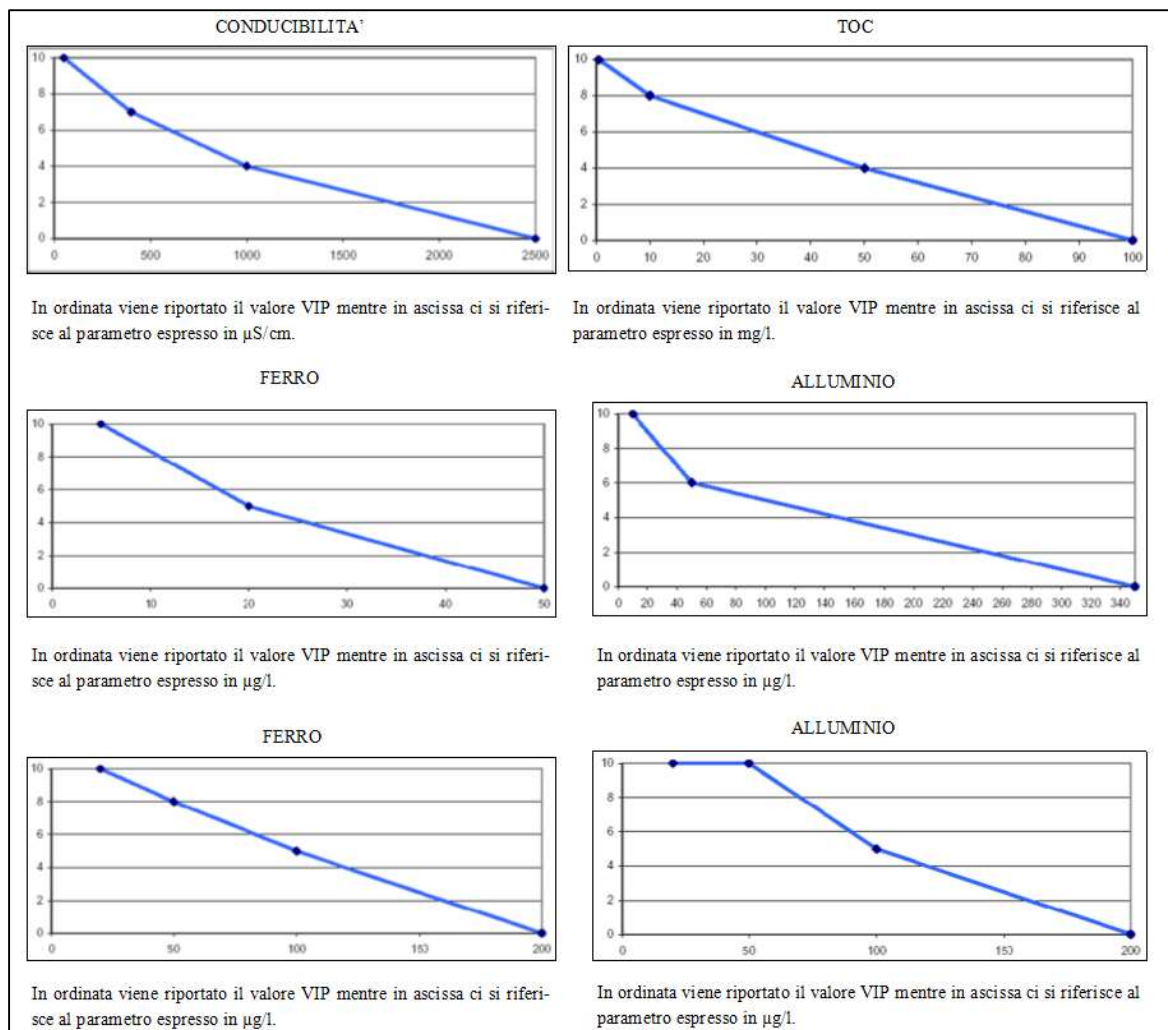 CONDUCIBILITA’
10
8
6
4
2
0
0 500 1000 1500 2000 2500
In ordinata viene riportato il valore VIP mentre in ascissa ci si riferi-
sce al parametro espresso in µS/cm.
TOC
10
8
6
4
2
0
0 10 20 30 40 50 60 70 80 90 100
In ordinata viene riportato il valore VIP mentre in ascissa ci si riferisce al
parametro espresso in mg/l.
FERRO
10
8
6
4
2
0
0 10 20 30 40 50
In ordinata viene riportato il valore VIP mentre in ascissa ci si riferi-
sce al parametro espresso in µg/l.
ALLUMINIO
10
8
6
4
2
0
0 20 40 60 80 100 120 140 160 180 200 220 240 260 280 300 320 340
In ordinata viene riportato il valore VIP mentre in ascissa ci si riferisce al
parametro espresso in µg/l.
FERRO
10
8
6
4
2
0
0 50 100 153 200
In ordinata viene riportato il valore VIP mentre in ascissa ci si riferi-
sce al parametro espresso in µg/l.
ALLUMINIO
10
8
6
4
2
0
0 50 100 153 200
In ordinata viene riportato il valore VIP mentre in ascissa ci si riferisce al
parametro espresso in µg/l.